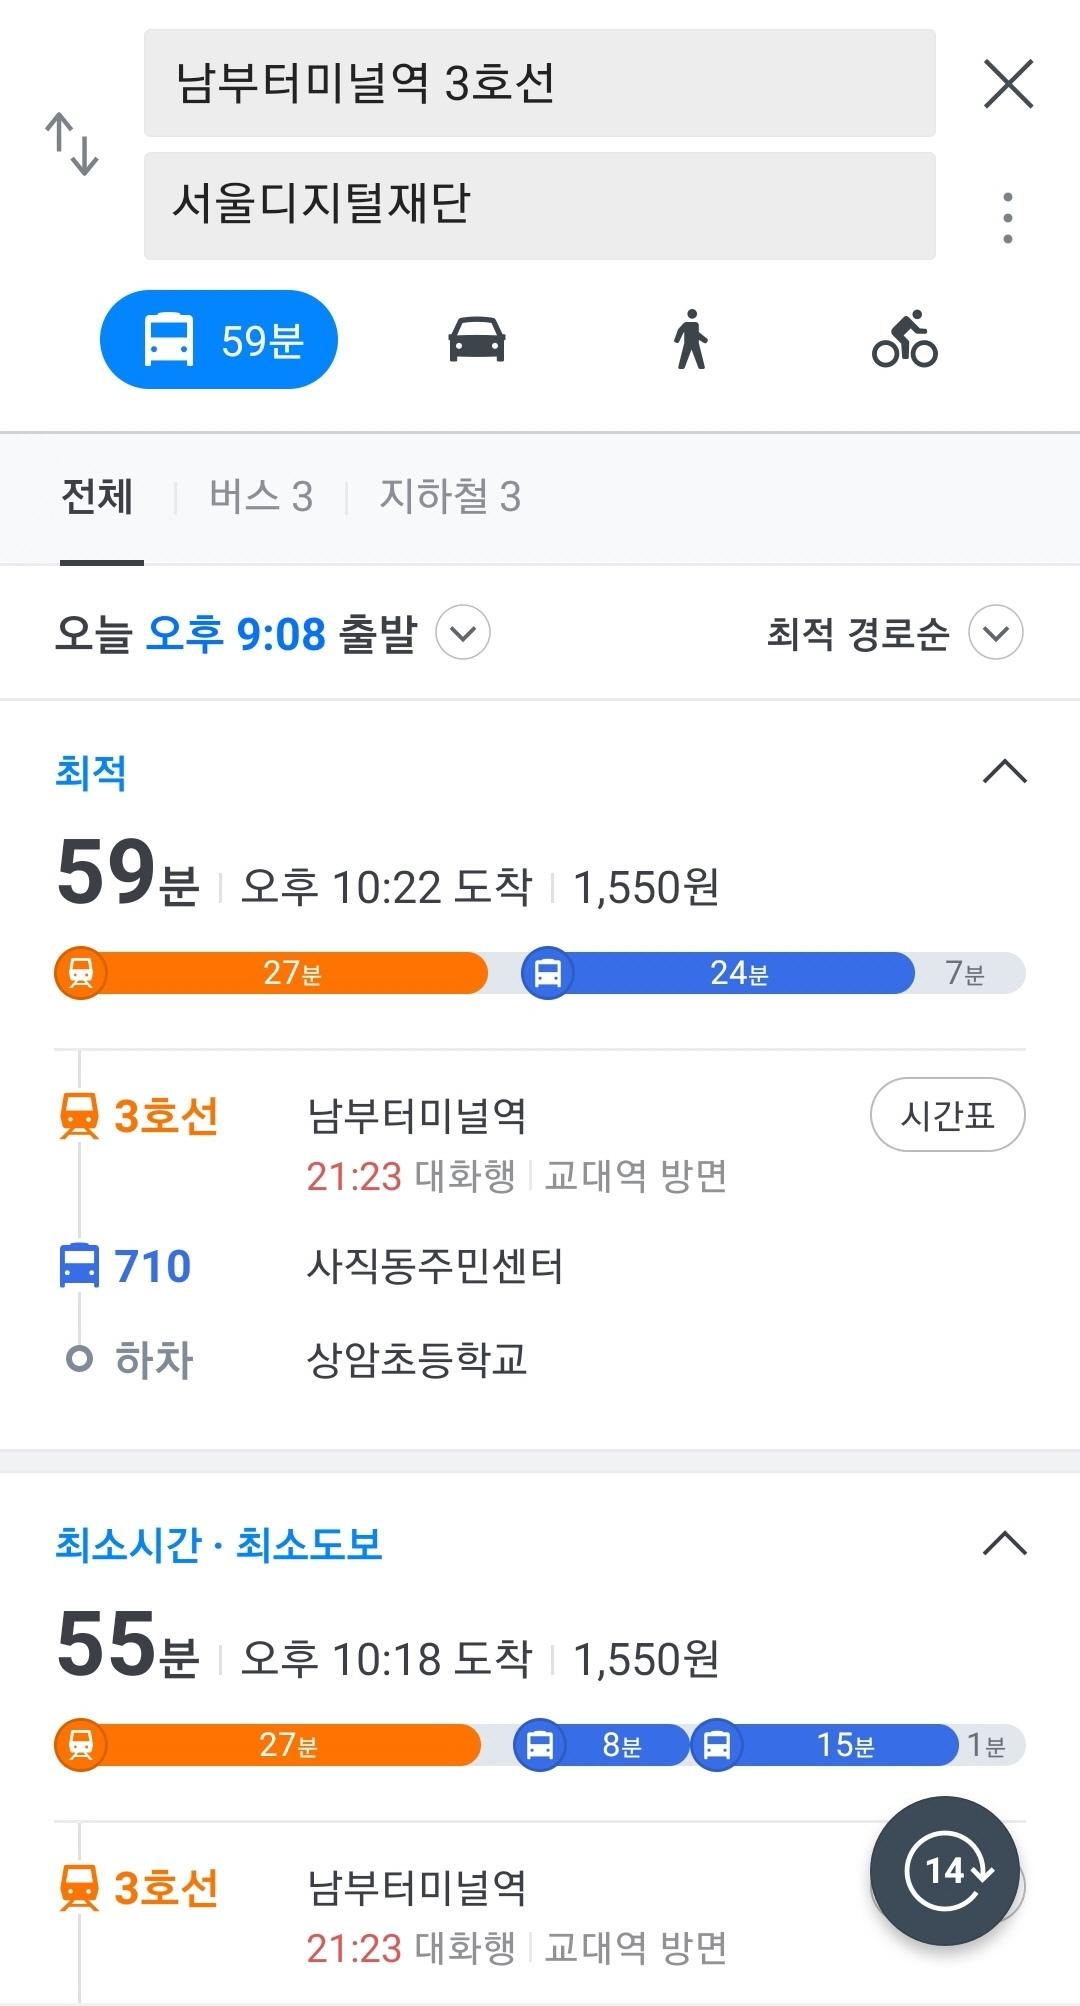 남부터미널역 3호선
서울디지털재단
59분
전체 버스 3 지하철 3
오늘 오후 9:08 출발 최적 경로순
최적
59분 오후 10:22 도착 1,550원
27분 24분 7분
3호선 남부터미널역 시간표
21:23 대화행 교대역 방면
710 사직동주민센터
하차 상암초등학교
최소시간 · 최소도보
55분 오후 10:18 도착 1,550원
27분 8분 15분 1분
3호선 남부터미널역 14
21:23 대화행 교대역 방면